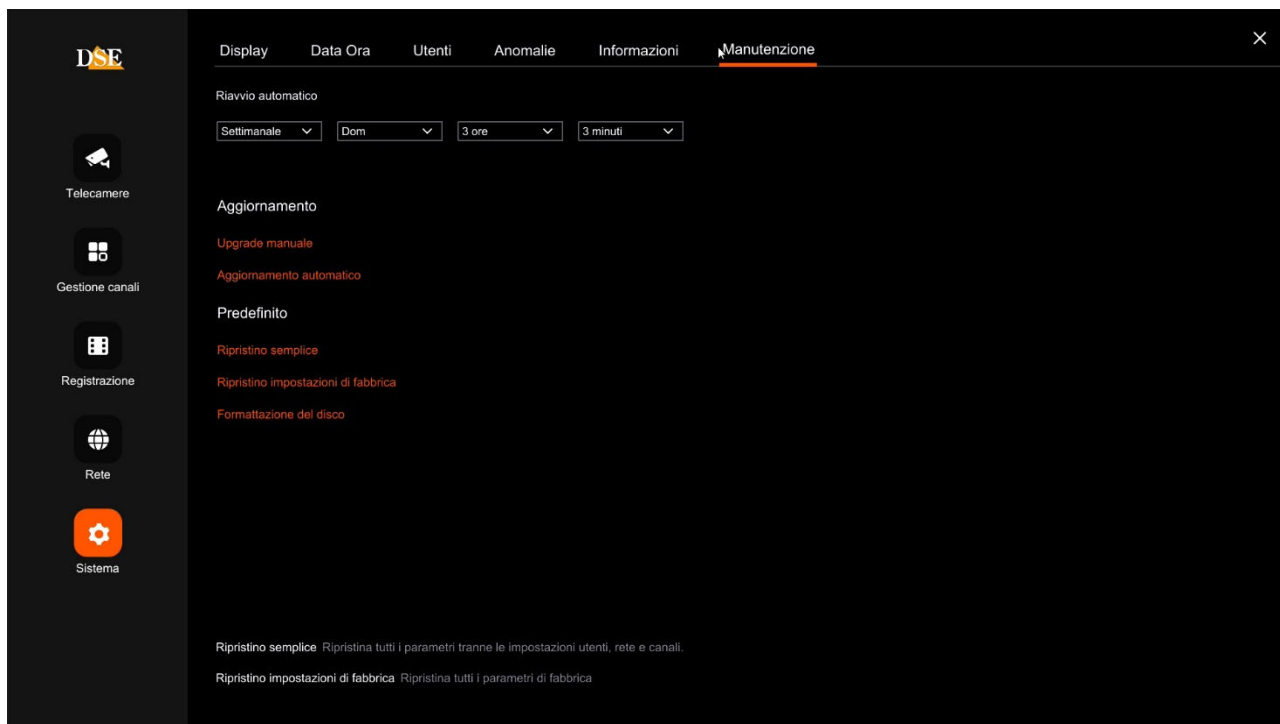 DSE
Display Data Ora Utenti Anomalie Informazioni Manutenzione
Riavvio automatico
Settimanale Dom 3 ore 3 minuti
Telecamere
Aggiornamento
Upgrade manuale
Gestione canali
Aggiornamento automatico
Predefinito
Ripristino semplice
Registrazione
Ripristino impostazioni di fabbrica
Formattazione del disco
Rete
Sistema
Ripristino semplice Ripristina tutti i parametri tranne le impostazioni utenti, rete e canali.
Ripristino impostazioni di fabbrica Ripristina tutti i parametri di fabbrica